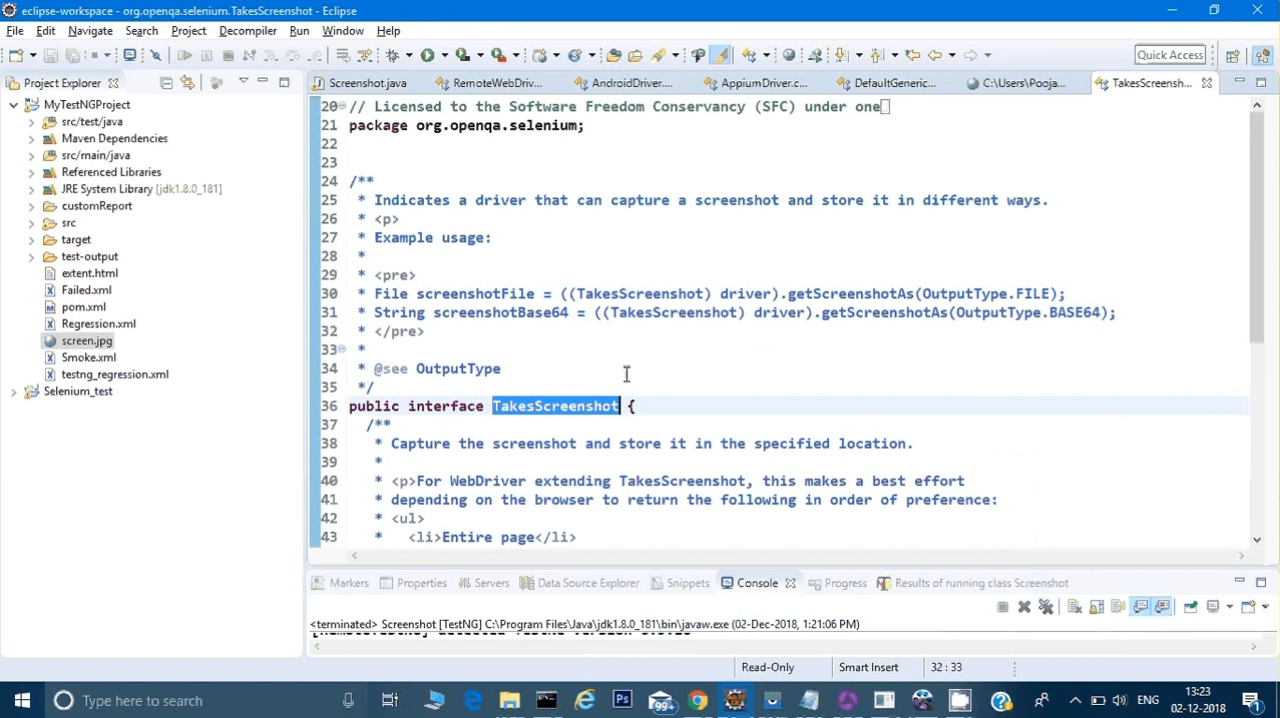 eclipse-workspace - org.openqa.selenium.TakesScreenshot - Eclipse
File Edit Navigate Search Project Decompiler Run Window Help
Quick Access
Project Explorer
MyTestNGProject
src/test/java
Maven Dependencies
src/main/java
Referenced Libraries
JRE System Library [jdk1.8.0_181]
customReport
src
target
test-output
extent.html
Failed.xml
pom.xml
Regression.xml
screen.jpg
Smoke.xml
testng_regression.xml
Selenium_test
Screenshot.java RemoteWebDriv... AndroidDriver.... AppiumDriver.c... DefaultGeneric... C:\Users\Pooja... TakesScreensh...
20 // Licensed to the Software Freedom Conservancy (SFC) under one
21 package org.openqa.selenium;
22
23
24 /**
25 * Indicates a driver that can capture a screenshot and store it in different ways.
26 * <p>
27 * Example usage:
28 *
29 * <pre>
30 * File screenshotFile = ((TakesScreenshot) driver).getScreenshotAs(OutputType.FILE);
31 * String screenshotBase64 = ((TakesScreenshot) driver).getScreenshotAs(OutputType.BASE64);
32 * </pre>
33 *
34 * @see OutputType
35 */
36 public interface TakesScreenshot {
37 /**
38 * Capture the screenshot and store it in the specified location.
39 *
40 * <p>For WebDriver extending TakesScreenshot, this makes a best effort
41 * depending on the browser to return the following in order of preference:
42 * <ul>
43 * <li>Entire page</li>
Markers Properties Servers Data Source Explorer Snippets Console Progress Results of running class Screenshot
<terminated> Screenshot [TestNG] C:\Program Files\Java\jdk1.8.0_181\bin\javaw.exe (02-Dec-2018, 1:21:06 PM)
Read-Only Smart Insert 32 : 33
Type here to search
99+
ENG
13:23
02-12-2018